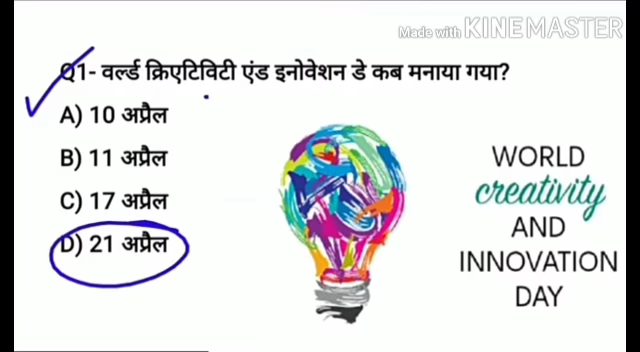 Made with KINEMASTER
Q1- वर्ल्ड क्रिएटिविटी एंड इनोवेशन डे कब मनाया गया?
A) 10 अप्रैल
B) 11 अप्रैल
C) 17 अप्रैल
D) 21 अप्रैल
WORLD
creativity
AND
INNOVATION
DAY